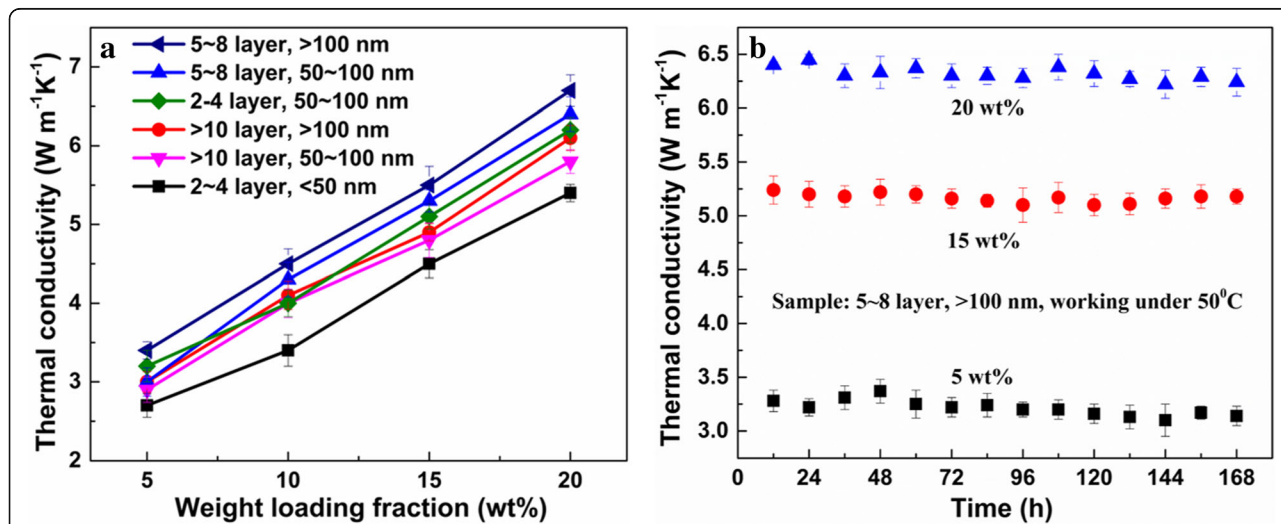 a
5~8 layer, >100 nm
5~8 layer, 50~100 nm
2-4 layer, 50~100 nm
>10 layer, >100 nm
>10 layer, 50~100 nm
2~4 layer, <50 nm
Thermal conductivity (W m⁻¹K⁻¹)
7
6
5
4
3
2
5 10 15 20
Weight loading fraction (wt%)
b
Thermal conductivity (W m⁻¹K⁻¹)
6.5
6.0
5.5
5.0
4.5
4.0
3.5
3.0
20 wt%
15 wt%
Sample: 5~8 layer, >100 nm, working under 50⁰C
5 wt%
0 24 48 72 96 120 144 168
Time (h)